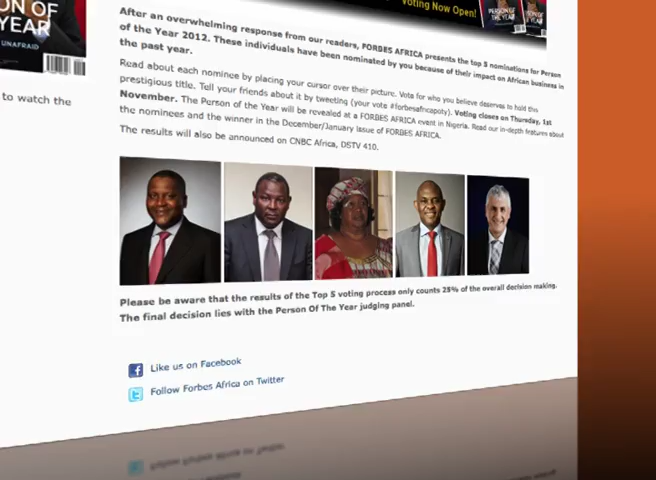 Voting Now Open!
PERSON OF
THE YEAR
ON OF
YEAR
UNAFRAID
to watch the
After an overwhelming response from our readers, FORBES AFRICA presents the top 5 nominations for Person
of the Year 2012. These individuals have been nominated by you because of their impact on African business in
the past year.
Read about each nominee by placing your cursor over their picture. Vote for who you believe deserves to hold this
prestigious title. Tell your friends about it by tweeting (your vote #forbesafricapoty). Voting closes on Thursday, 1st
November. The Person of the Year will be revealed at a FORBES AFRICA event in Nigeria. Read our in-depth features about
the nominees and the winner in the December/January issue of FORBES AFRICA.
The results will also be announced on CNBC Africa, DSTV 410.
Please be aware that the results of the Top 5 voting process only counts 25% of the overall decision making.
The final decision lies with the Person Of The Year judging panel.
Like us on Facebook
Follow Forbes Africa on Twitter